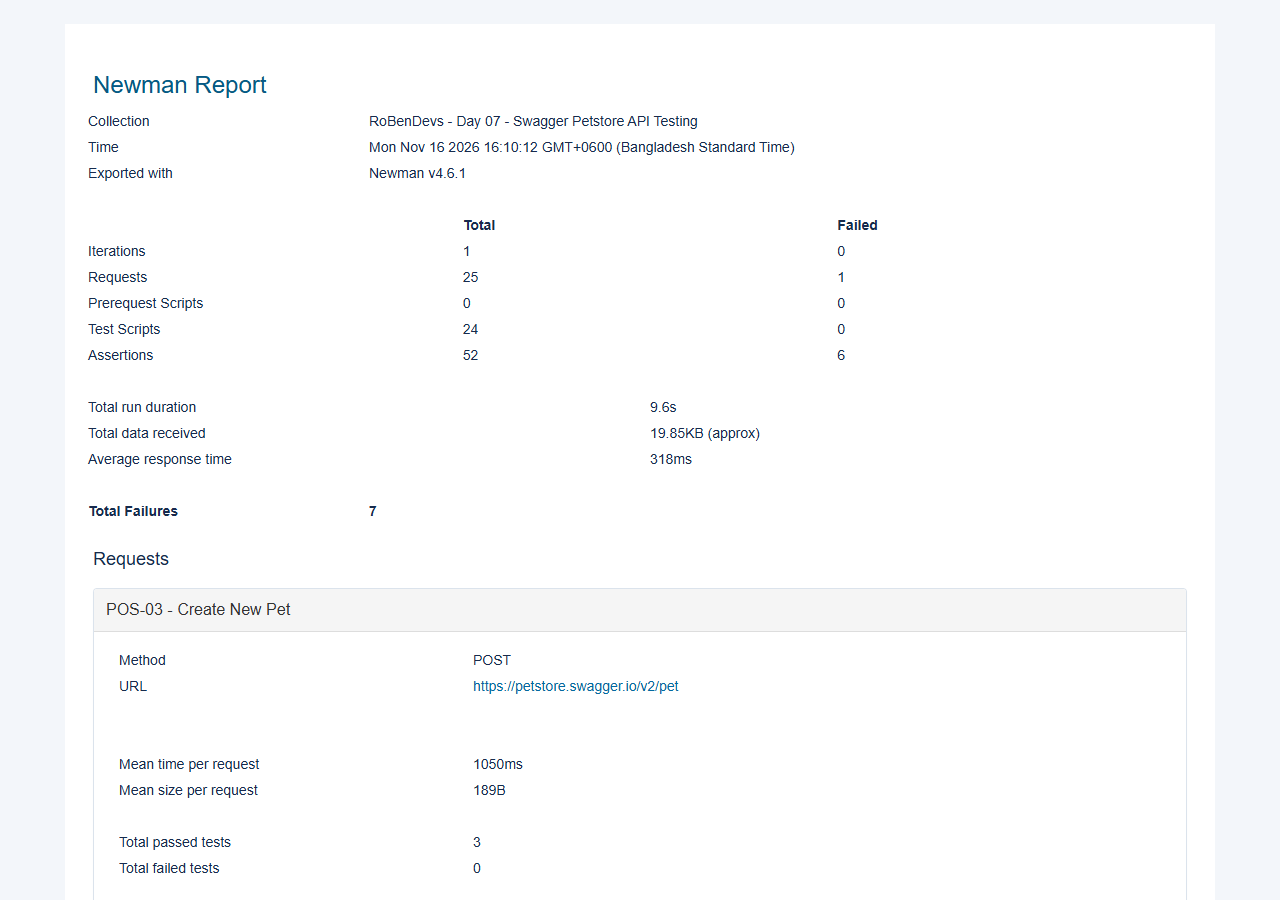 Newman Report
Collection RoBenDevs - Day 07 - Swagger Petstore API Testing
Time Mon Nov 16 2026 16:10:12 GMT+0600 (Bangladesh Standard Time)
Exported with Newman v4.6.1
Total Failed
Iterations 1 0
Requests 25 1
Prerequest Scripts 0 0
Test Scripts 24 0
Assertions 52 6
Total run duration 9.6s
Total data received 19.85KB (approx)
Average response time 318ms
Total Failures 7
Requests
POS-03 - Create New Pet
Method POST
URL https://petstore.swagger.io/v2/pet
Mean time per request 1050ms
Mean size per request 189B
Total passed tests 3
Total failed tests 0